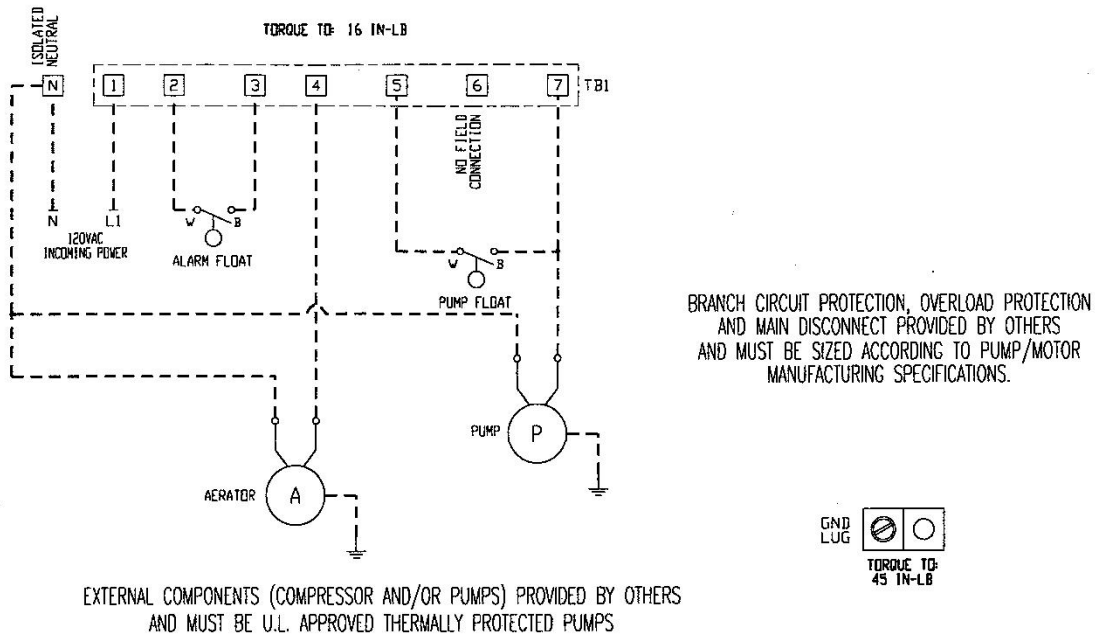 ISOLATED
NEUTRAL
TORQUE TO: 16 IN-LB
N 1 2 3 4 5 6 7 TB1
NO FIELD
CONNECTION
N L1
120VAC
INCOMING POWER
W B
ALARM FLOAT
W B
PUMP FLOAT
BRANCH CIRCUIT PROTECTION, OVERLOAD PROTECTION
AND MAIN DISCONNECT PROVIDED BY OTHERS
AND MUST BE SIZED ACCORDING TO PUMP/MOTOR
MANUFACTURING SPECIFICATIONS.
PUMP P
AERATOR A
GND
LUG
TORQUE TO:
45 IN-LB
EXTERNAL COMPONENTS (COMPRESSOR AND/OR PUMPS) PROVIDED BY OTHERS
AND MUST BE U.L. APPROVED THERMALLY PROTECTED PUMPS